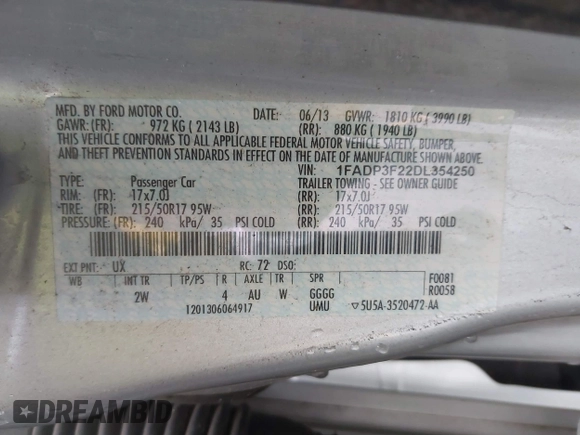 MFD. BY FORD MOTOR CO. DATE: 06/13 GVWR: 1810 KG ( 3990 LB)
GAWR: (FR): 972 KG ( 2143 LB) (RR): 880 KG ( 1940 LB)
THIS VEHICLE CONFORMS TO ALL APPLICABLE FEDERAL MOTOR VEHICLE SAFETY, BUMPER,
AND THEFT PREVENTION STANDARDS IN EFFECT ON THE DATE OF MANUFACTURE SHOWN ABOVE.
VIN: 1FADP3F22DL354250
TYPE: Passenger Car TRAILER TOWING - SEE OWNER GUIDE
RIM: (FR): 17x7.0J (RR): 17x7.0J
TIRE: (FR): 215/50R17 95W (RR): 215/50R17 95W
PRESSURE: (FR): 240 kPa/ 35 PSI COLD (RR): 240 kPa/ 35 PSI COLD
EXT PNT: UX RC: 72 DSO:
WB INT TR TP/PS R AXLE TR SPR F0081
2W 4 AU W GGGG R0058
1201306064917 UMU ▽5U5A-3520472-AA
DREAMBID